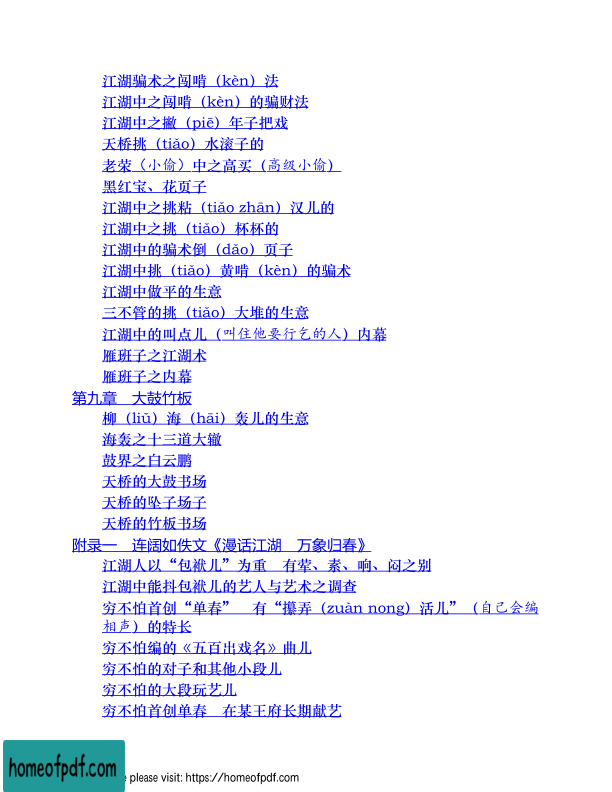 江湖骗术之闯啃（kèn）法
江湖中之闯啃（kèn）的骗财法
江湖中之撇（piē）年子把戏
天桥挑（tiǎo）水滚子的
老荣（小偷）中之高买（高级小偷）
黑红宝、花页子
江湖中之挑粘（tiǎo zhān）汉儿的
江湖中之挑（tiǎo）杯杯的
江湖中的骗术倒（dǎo）页子
江湖中挑（tiǎo）黄啃（kèn）的骗术
江湖中做平的生意
三不管的挑（tiǎo）大堆的生意
江湖中的叫点儿（叫住他要行乞的人）内幕
雁班子之江湖术
雁班子之内幕
第九章　大鼓竹板
柳（liǔ）海（hāi）轰儿的生意
海轰之十三道大辙
鼓界之白云鹏
天桥的大鼓书场
天桥的坠子场子
天桥的竹板书场
附录一　连阔如佚文《漫话江湖　万象归春》
江湖人以“包袱儿”为重　有荤、素、响、闷之别
江湖中能抖包袱儿的艺人与艺术之调查
穷不怕首创“单春”　有“攥弄（zuàn nong）活儿”（自己会编
相声）的特长
穷不怕编的《五百出戏名》曲儿
穷不怕的对子和其他小段儿
穷不怕的大段玩艺儿
穷不怕首创单春　在某王府长期献艺
homeofpdf.com
e please visit: https://homeofpdf.com